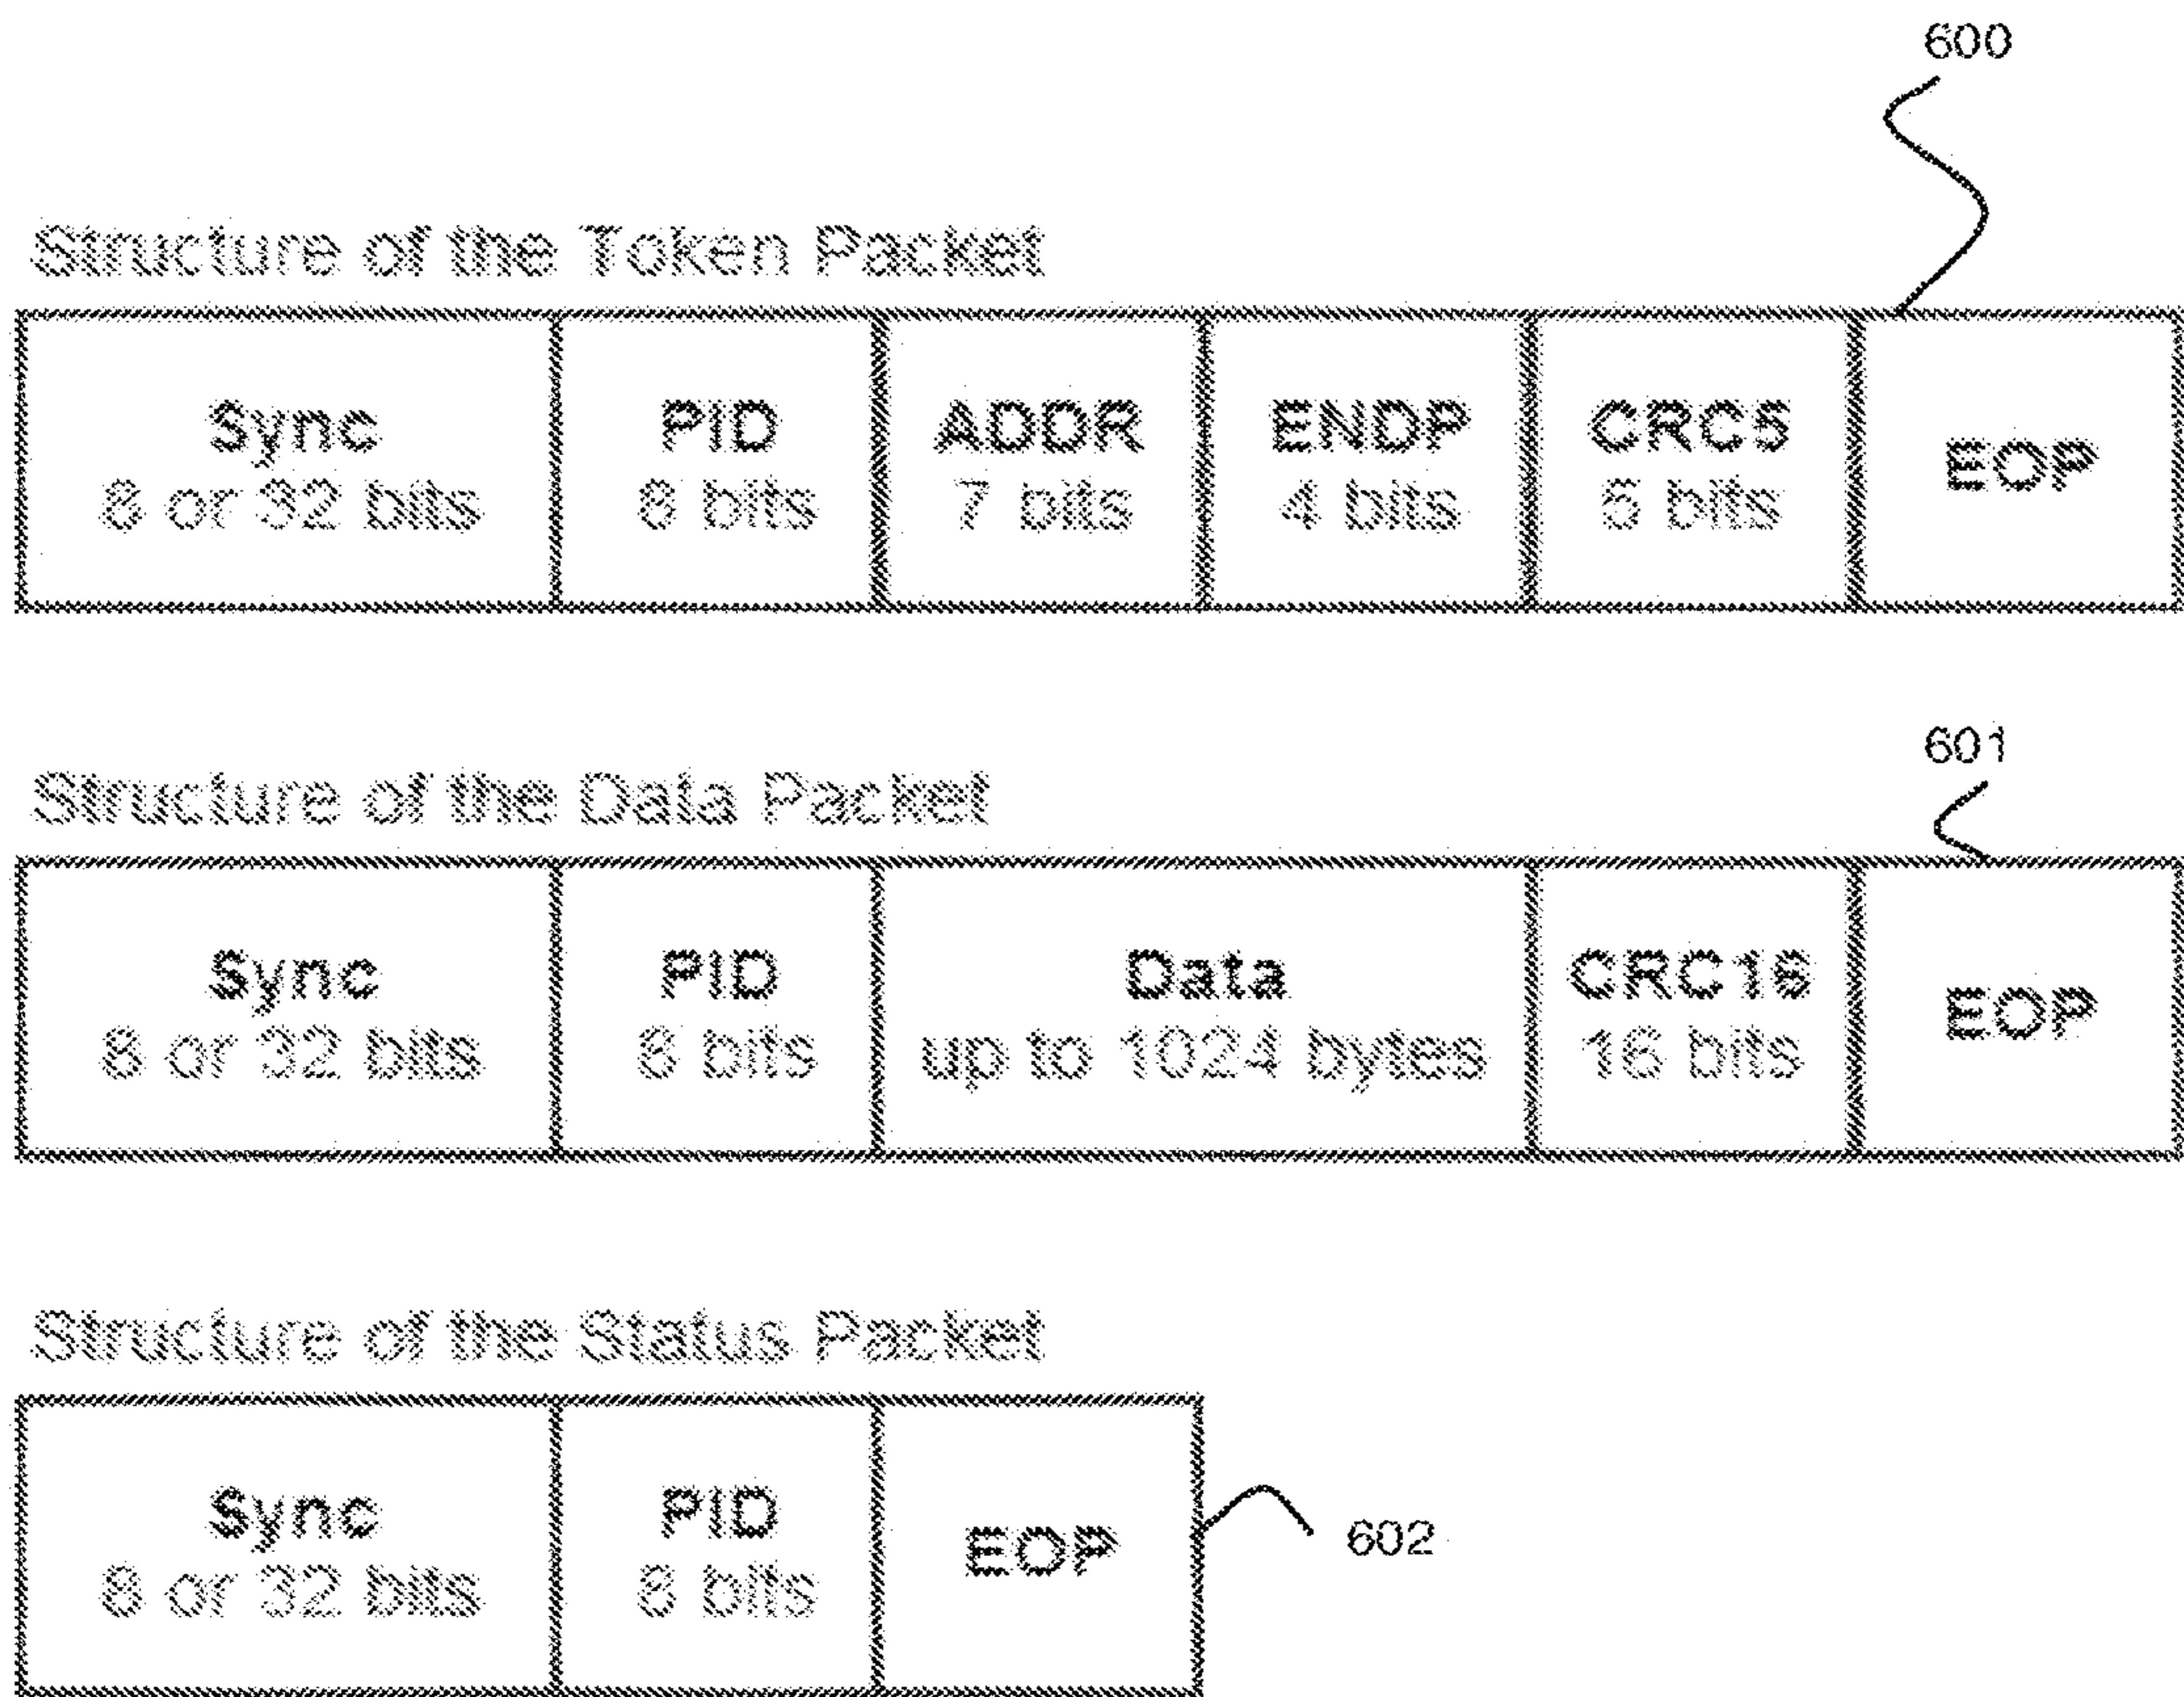 600
Structure of the Token Packet
Sync PID ADDR ENDP CRC5 EOP
8 or 32 bits 8 bits 7 bits 4 bits 5 bits
601
Structure of the Data Packet
Sync PID Data CRC16 EOP
8 or 32 bits 8 bits up to 1024 bytes 16 bits
Structure of the Status Packet
Sync PID EOP
8 or 32 bits 8 bits
602